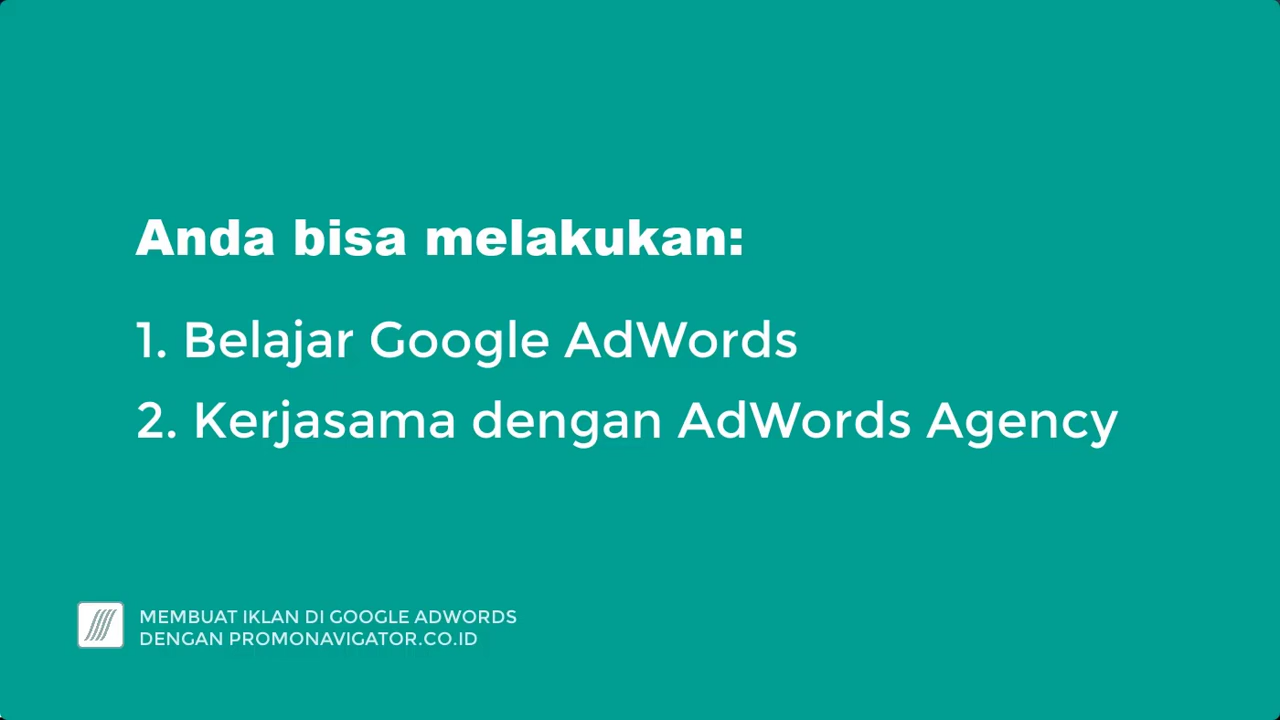 Anda bisa melakukan:
1. Belajar Google AdWords
2. Kerjasama dengan AdWords Agency
MEMBUAT IKLAN DI GOOGLE ADWORDS
DENGAN PROMONAVIGATOR.CO.ID